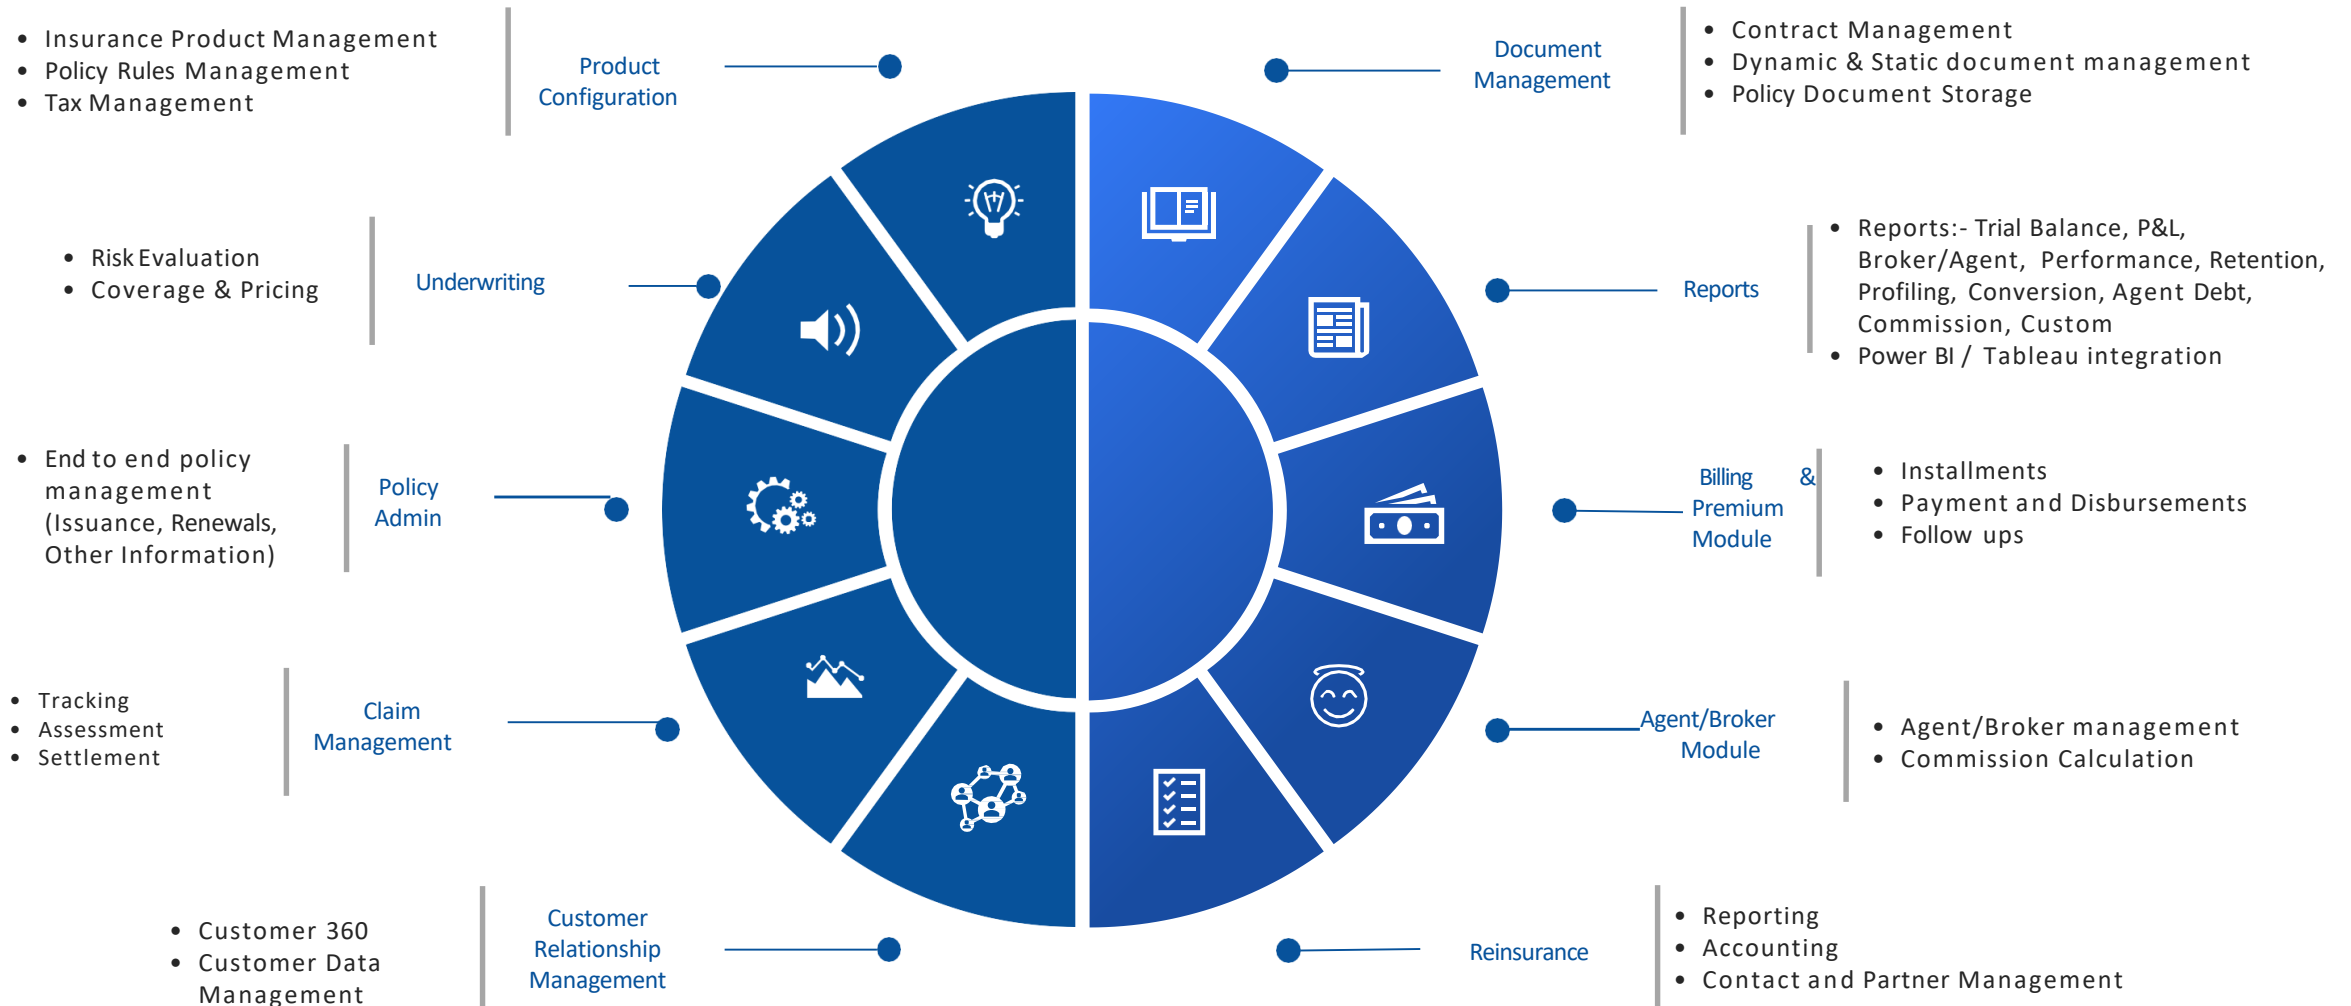 • Insurance Product Management
• Policy Rules Management
• Tax Management
Product
Configuration
• Risk Evaluation
• Coverage & Pricing
Underwriting
• End to end policy
management
(Issuance, Renewals,
Other Information)
Policy
Admin
• Tracking
• Assessment
• Settlement
Claim
Management
• Customer 360
• Customer Data
Management
Customer
Relationship
Management
Document
Management
• Contract Management
• Dynamic & Static document management
• Policy Document Storage
Reports
• Reports:- Trial Balance, P&L,
Broker/Agent, Performance, Retention,
Profiling, Conversion, Agent Debt,
Commission, Custom
• Power BI / Tableau integration
Billing &
Premium
Module
• Installments
• Payment and Disbursements
• Follow ups
Agent/Broker
Module
• Agent/Broker management
• Commission Calculation
Reinsurance
• Reporting
• Accounting
• Contact and Partner Management